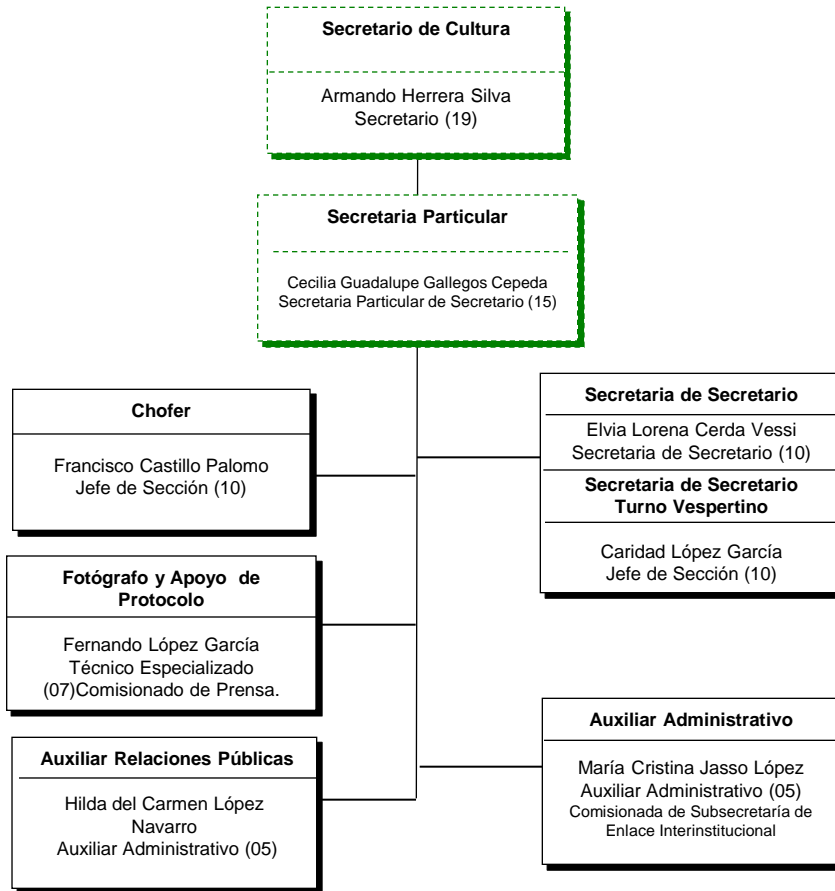 Secretario de Cultura
Armando Herrera Silva
Secretario (19)
Secretaria Particular
Cecilia Guadalupe Gallegos Cepeda
Secretaria Particular de Secretario (15)
Chofer
Francisco Castillo Palomo
Jefe de Sección (10)
Secretaria de Secretario
Elvia Lorena Cerda Vessi
Secretaria de Secretario (10)
Secretaria de Secretario
Turno Vespertino
Caridad López García
Jefe de Sección (10)
Fotógrafo y Apoyo de
Protocolo
Fernando López García
Técnico Especializado
(07)Comisionado de Prensa.
Auxiliar Relaciones Públicas
Hilda del Carmen López
Navarro
Auxiliar Administrativo (05)
Auxiliar Administrativo
María Cristina Jasso López
Auxiliar Administrativo (05)
Comisionada de Subsecretaría de
Enlace Interinstitucional